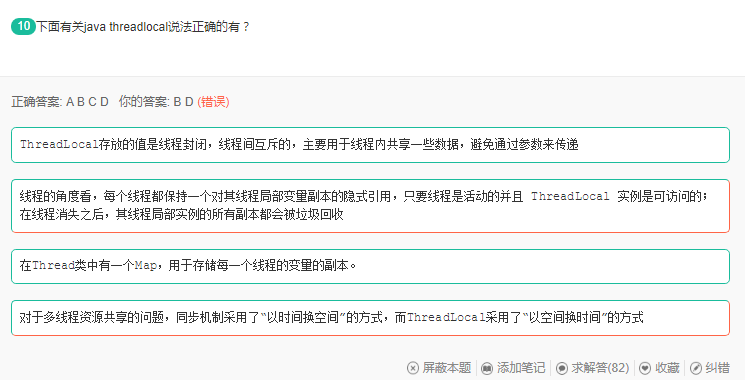 10 下面有关java threadlocal说法正确的有？
正确答案: A B C D 你的答案: B D (错误)
ThreadLocal存放的值是线程封闭，线程间互斥的，主要用于线程内共享一些数据，避免通过参数来传递
线程的角度看，每个线程都保持一个对其线程局部变量副本的隐式引用，只要线程是活动的并且 ThreadLocal 实例是可访问的；
在线程消失之后，其线程局部实例的所有副本都会被垃圾回收
在Thread类中有一个Map，用于存储每一个线程的变量的副本。
对于多线程资源共享的问题，同步机制采用了“以时间换空间”的方式，而ThreadLocal采用了“以空间换时间”的方式
屏蔽本题 添加笔记 求解答(82) 收藏 纠错